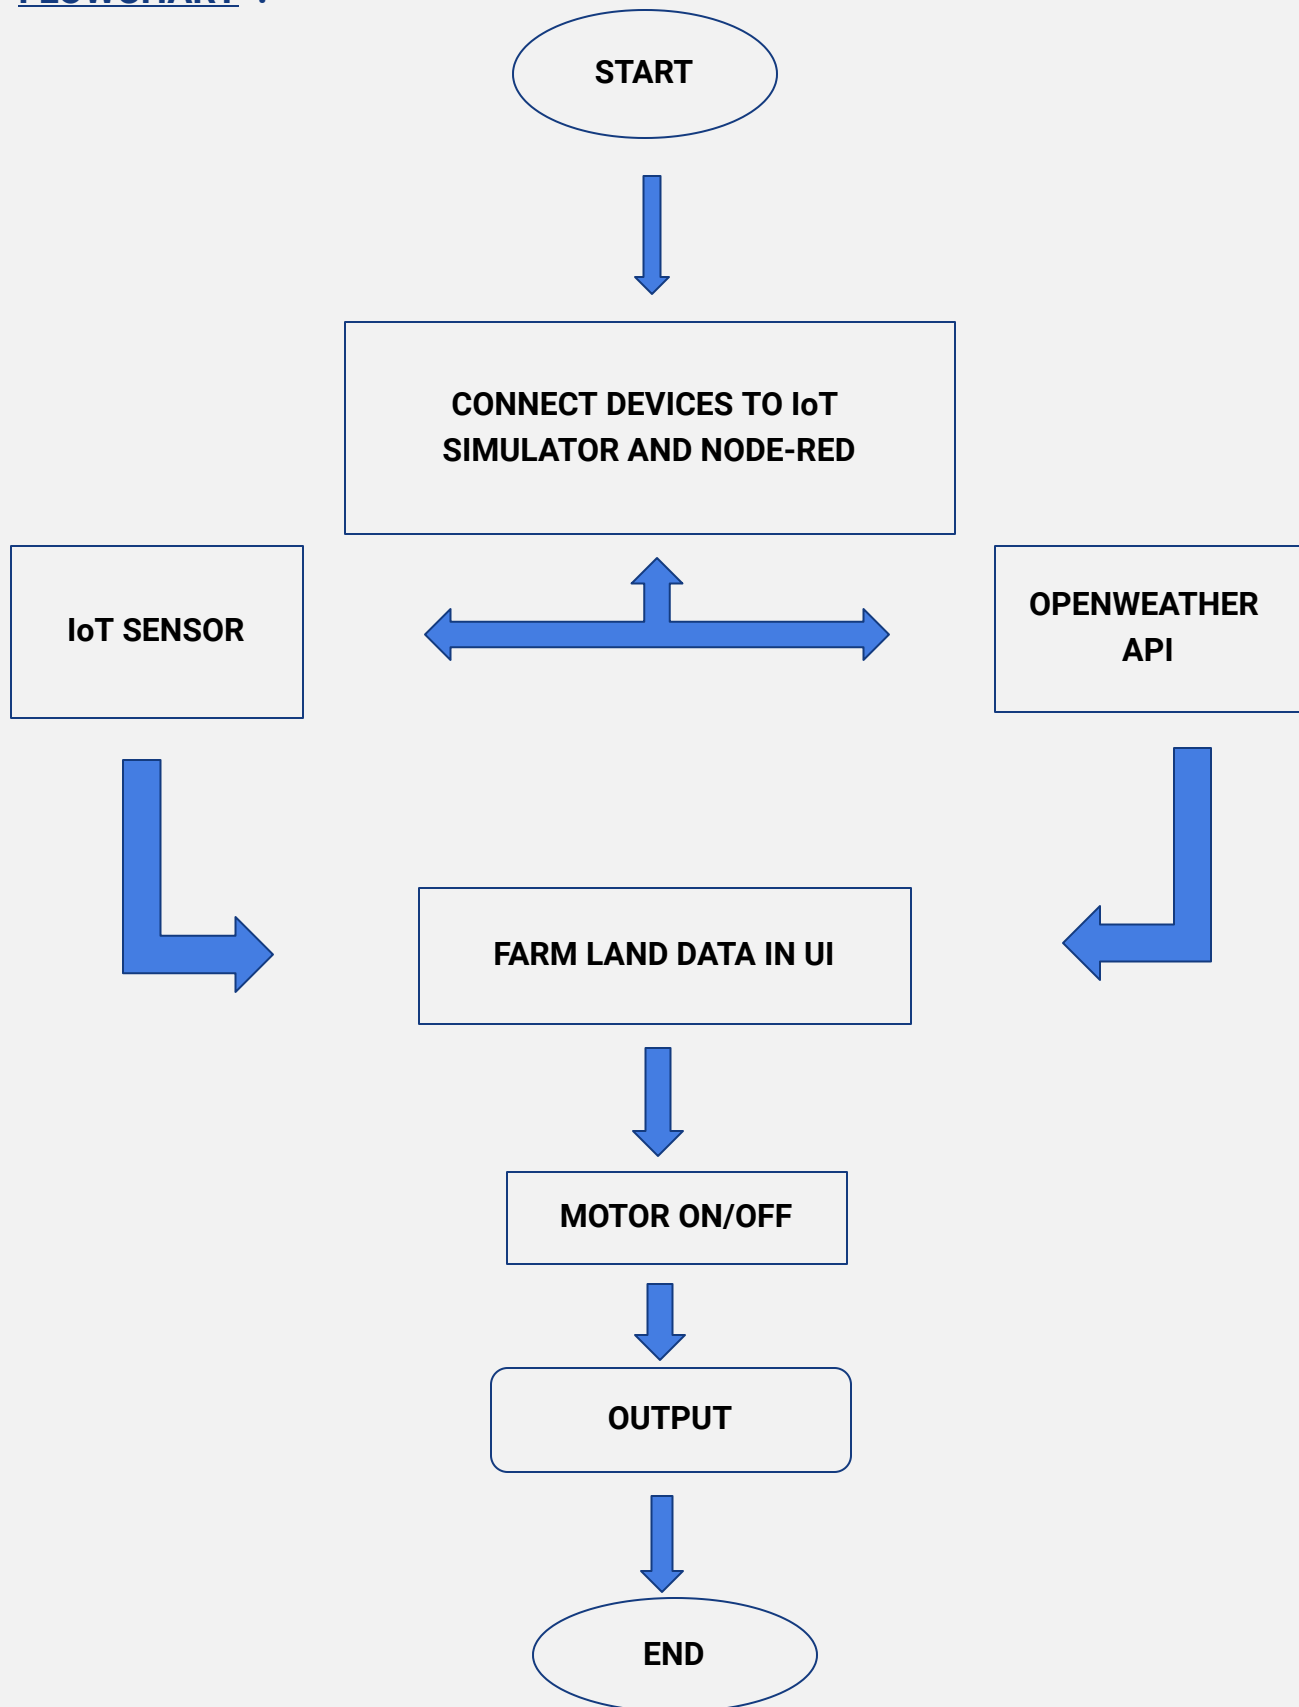 FLOWCHART :
START
CONNECT DEVICES TO IoT
SIMULATOR AND NODE-RED
IoT SENSOR
OPENWEATHER
API
FARM LAND DATA IN UI
MOTOR ON/OFF
OUTPUT
END